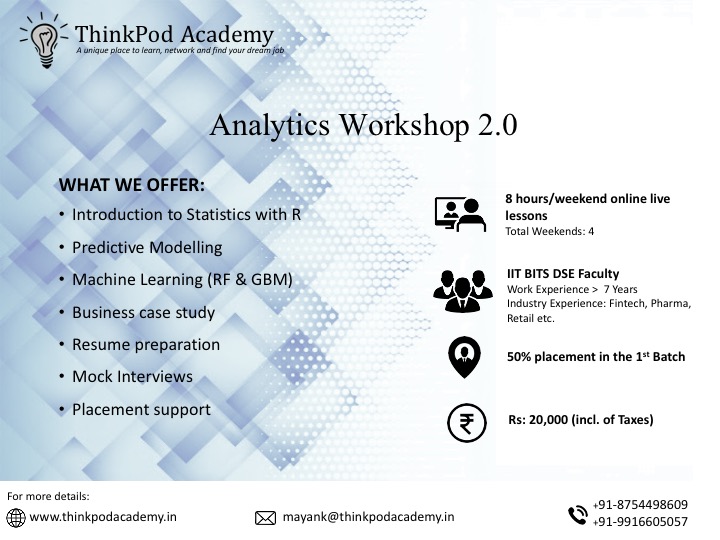 ThinkPod Academy
A unique place to learn, network and find your dream job
Analytics Workshop 2.0
WHAT WE OFFER:
• Introduction to Statistics with R
• Predictive Modelling
• Machine Learning (RF & GBM)
• Business case study
• Resume preparation
• Mock Interviews
• Placement support
8 hours/weekend online live
lessons
Total Weekends: 4
IIT BITS DSE Faculty
Work Experience > 7 Years
Industry Experience: Fintech, Pharma,
Retail etc.
50% placement in the 1st Batch
₹
Rs: 20,000 (incl. of Taxes)
For more details:
www.thinkpodacademy.in
mayank@thinkpodacademy.in
+91-8754498609
+91-9916605057